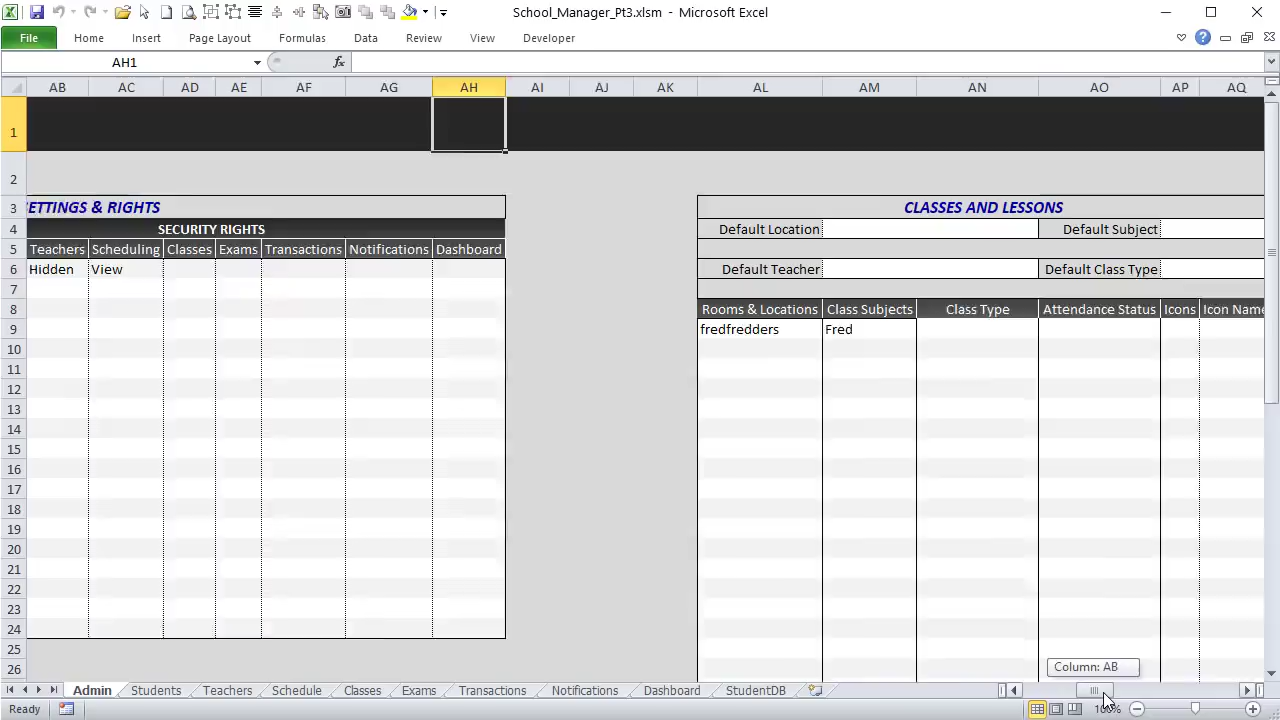 School_Manager_Pt3.xlsm - Microsoft Excel
File Home Insert Page Layout Formulas Data Review View Developer
AH1 fx
AB AC AD AE AF AG AH AI AJ AK AL AM AN AO AP AQ
1
2
3 ETTINGS & RIGHTS CLASSES AND LESSONS
4 SECURITY RIGHTS Default Location Default Subject
5 Teachers Scheduling Classes Exams Transactions Notifications Dashboard
6 Hidden View Default Teacher Default Class Type
7
8 Rooms & Locations Class Subjects Class Type Attendance Status Icons Icon Name
9 fredfredders Fred
10
11
12
13
14
15
16
17
18
19
20
21
22
23
24
25
26
Column: AB
Admin Students Teachers Schedule Classes Exams Transactions Notifications Dashboard StudentDB
Ready 100%